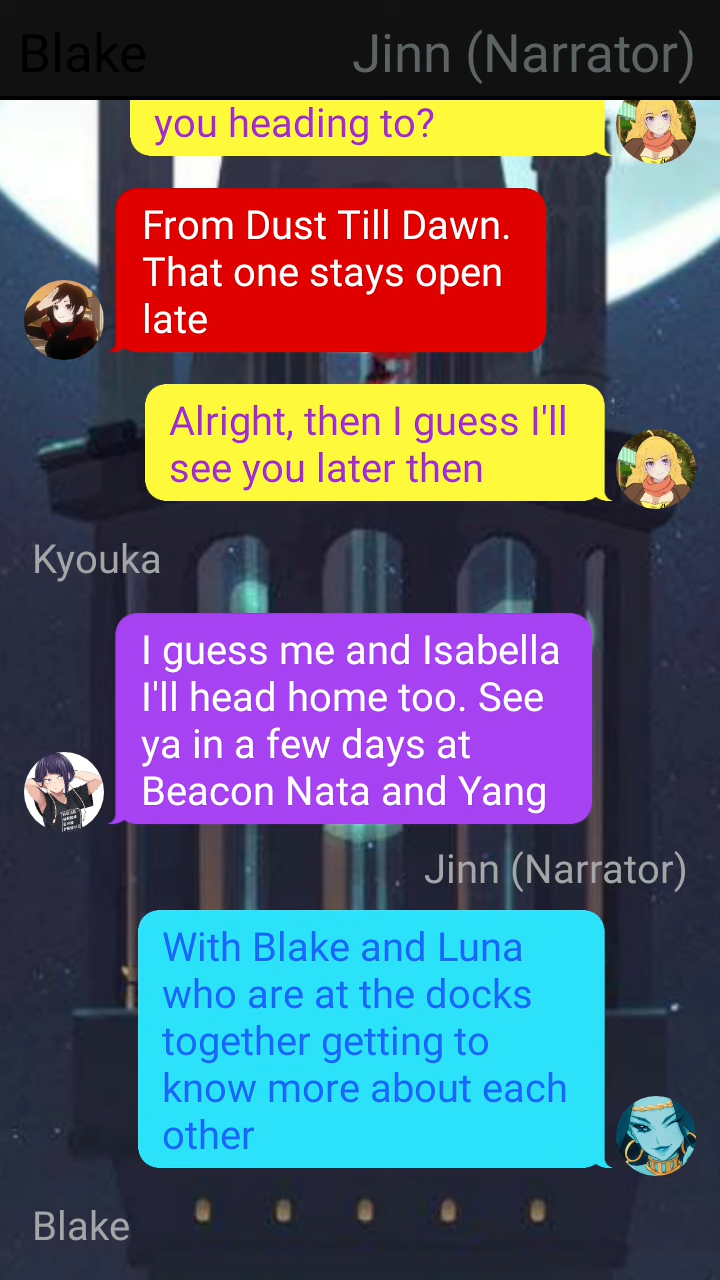 Blake
Jinn (Narrator)
you heading to?
From Dust Till Dawn.
That one stays open
late
Alright, then I guess I'll
see you later then
Kyouka
I guess me and Isabella
I'll head home too. See
ya in a few days at
Beacon Nata and Yang
Jinn (Narrator)
With Blake and Luna
who are at the docks
together getting to
know more about each
other
Blake